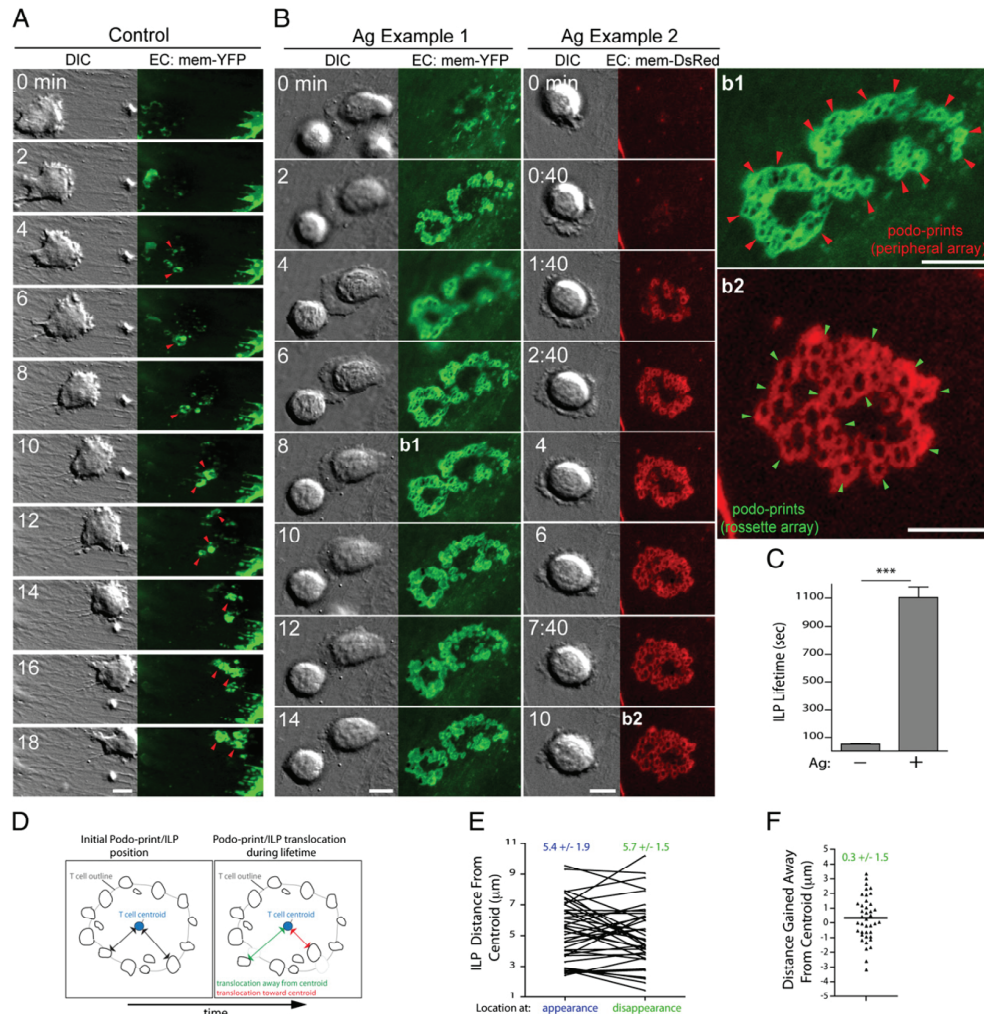 A
Control
DIC
EC: mem-YFP
0 min
2
4
6
8
10
12
14
16
18
B
Ag Example 1
DIC
EC: mem-YFP
0 min
2
4
6
8
b1
10
12
14
Ag Example 2
DIC
EC: mem-DsRed
0 min
0:40
1:40
2:40
4
6
7:40
10
b2
b1
podo-prints
(peripheral array)
b2
podo-prints
(rossette array)
C
***
ILP Lifetime (sec)
1100
900
700
500
300
100
Ag:
−
+
D
Initial Podo-print/ILP
position
T cell outline
T cell centroid
Podo-print/ILP translocation
during lifetime
T cell outline
T cell centroid
translocation away from centroid
translocation toward centroid
time
E
ILP Distance From
Centroid (μm)
11
9
7
5
3
1
5.4 +/- 1.9
5.7 +/- 1.5
Location at:
appearance
disappearance
F
Distance Gained Away
From Centroid (μm)
5
4
3
2
1
0
-1
-2
-3
-4
-5
0.3 +/- 1.5